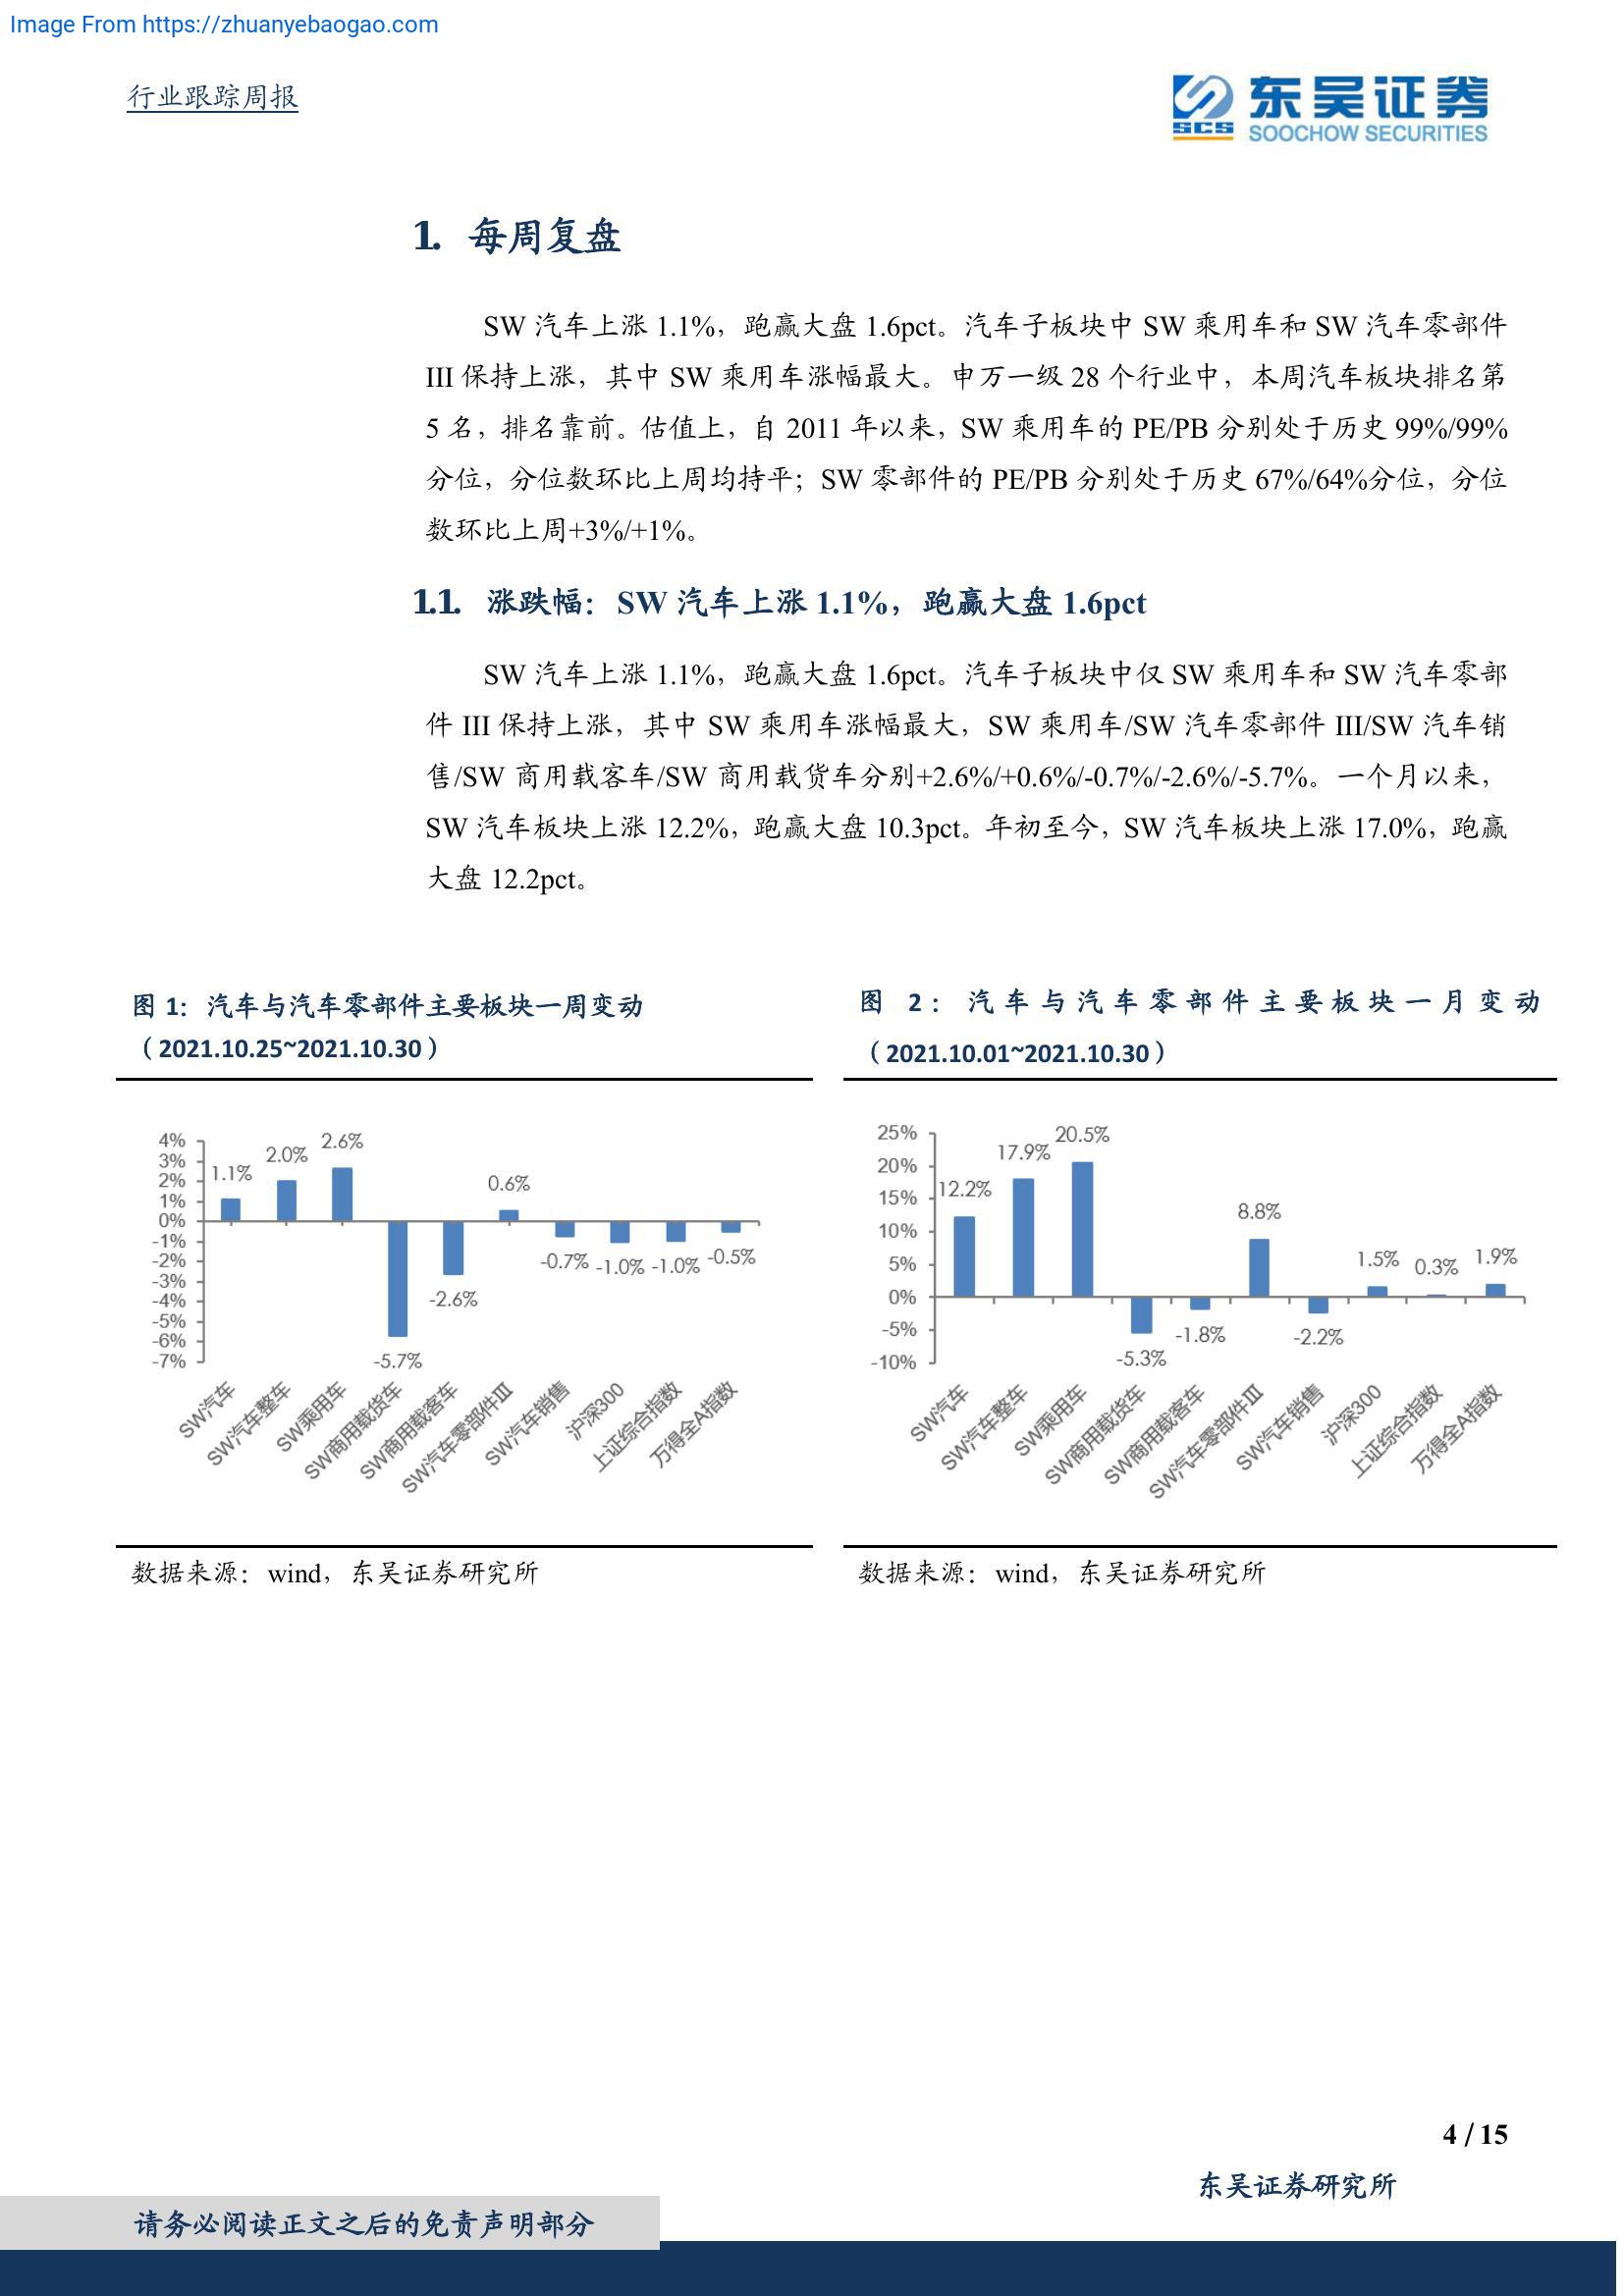 Image From https://zhuanyebaogao.com
行业跟踪周报
东吴证券
SCS
SOOCHOW SECURITIES
1. 每周复盘
SW 汽车上涨 1.1%，跑赢大盘 1.6pct。汽车子板块中 SW 乘用车和 SW 汽车零部件
III 保持上涨，其中 SW 乘用车涨幅最大。申万一级 28 个行业中，本周汽车板块排名第
5 名，排名靠前。估值上，自 2011 年以来，SW 乘用车的 PE/PB 分别处于历史 99%/99%
分位，分位数环比上周均持平；SW 零部件的 PE/PB 分别处于历史 67%/64%分位，分位
数环比上周+3%/+1%。
1.1. 涨跌幅：SW 汽车上涨 1.1%，跑赢大盘 1.6pct
SW 汽车上涨 1.1%，跑赢大盘 1.6pct。汽车子板块中仅 SW 乘用车和 SW 汽车零部
件 III 保持上涨，其中 SW 乘用车涨幅最大，SW 乘用车/SW 汽车零部件 III/SW 汽车销
售/SW 商用载客车/SW 商用载货车分别+2.6%/+0.6%/-0.7%/-2.6%/-5.7%。一个月以来，
SW 汽车板块上涨 12.2%，跑赢大盘 10.3pct。年初至今，SW 汽车板块上涨 17.0%，跑赢
大盘 12.2pct。
图 1：汽车与汽车零部件主要板块一周变动
（2021.10.25~2021.10.30）
4%
3%
2%
1%
0%
-1%
-2%
-3%
-4%
-5%
-6%
-7%
1.1%
2.0%
2.6%
-5.7%
-2.6%
0.6%
-0.7%
-1.0%
-1.0%
-0.5%
SW汽车
SW汽车整车
SW乘用车
SW商用载货车
SW商用载客车
SW汽车零部件III
SW汽车销售
沪深300
上证综合指数
万得全A指数
数据来源：wind，东吴证券研究所
图 2：汽车与汽车零部件主要板块一月变动
（2021.10.01~2021.10.30）
25%
20%
15%
10%
5%
0%
-5%
-10%
12.2%
17.9%
20.5%
-5.3%
-1.8%
8.8%
-2.2%
1.5%
0.3%
1.9%
SW汽车
SW汽车整车
SW乘用车
SW商用载货车
SW商用载客车
SW汽车零部件III
SW汽车销售
沪深300
上证综合指数
万得全A指数
数据来源：wind，东吴证券研究所
4 / 15
东吴证券研究所
请务必阅读正文之后的免责声明部分